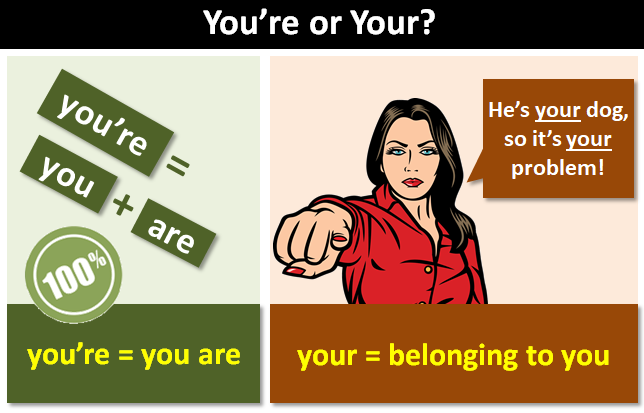 You’re or Your?
you’re =
you + are
100%
you’re = you are
He’s your dog,
so it’s your
problem!
your = belonging to you